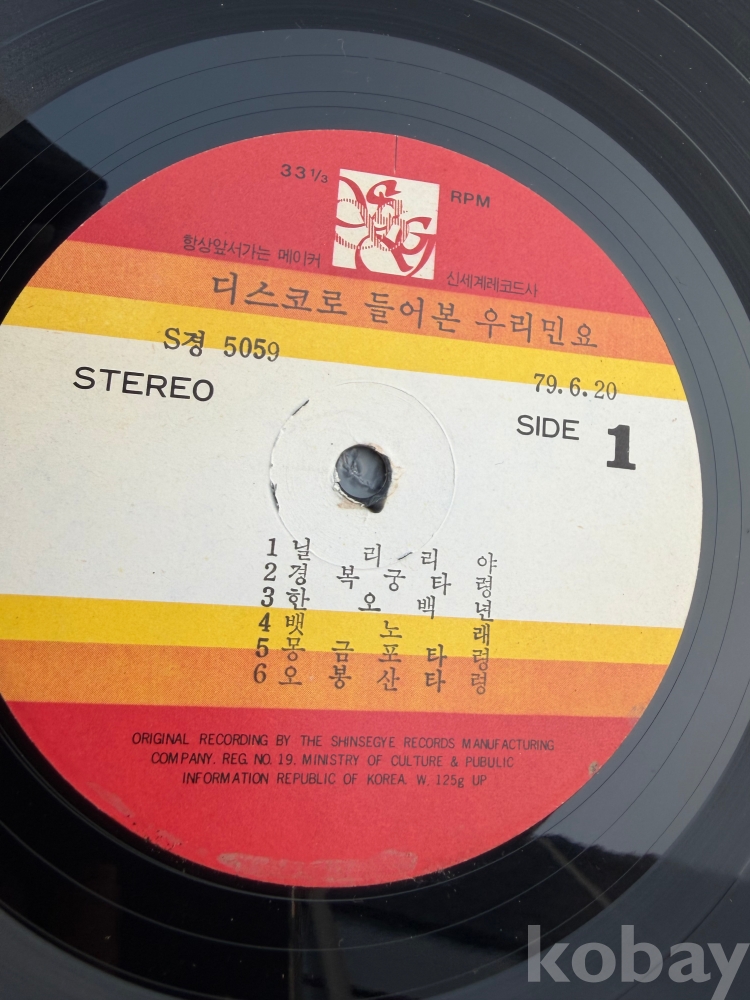 33 1/3 RPM
항상앞서가는 메이커 신세계레코드사
디스코로 들어본 우리민요
S경 5059
79.6.20
STEREO
SIDE 1
1 닐 리 리 야
2 경 복 궁 타 령
3 한 오 백 년
4 뱃 노 래
5 몽 금 포 타 령
6 오 봉 산 타 령
ORIGINAL RECORDING BY THE SHINSEGYE RECORDS MANUFACTURING
COMPANY. REG. NO. 19. MINISTRY OF CULTURE & PUBULIC
INFORMATION REPUBLIC OF KOREA. W. 125g UP
kobay